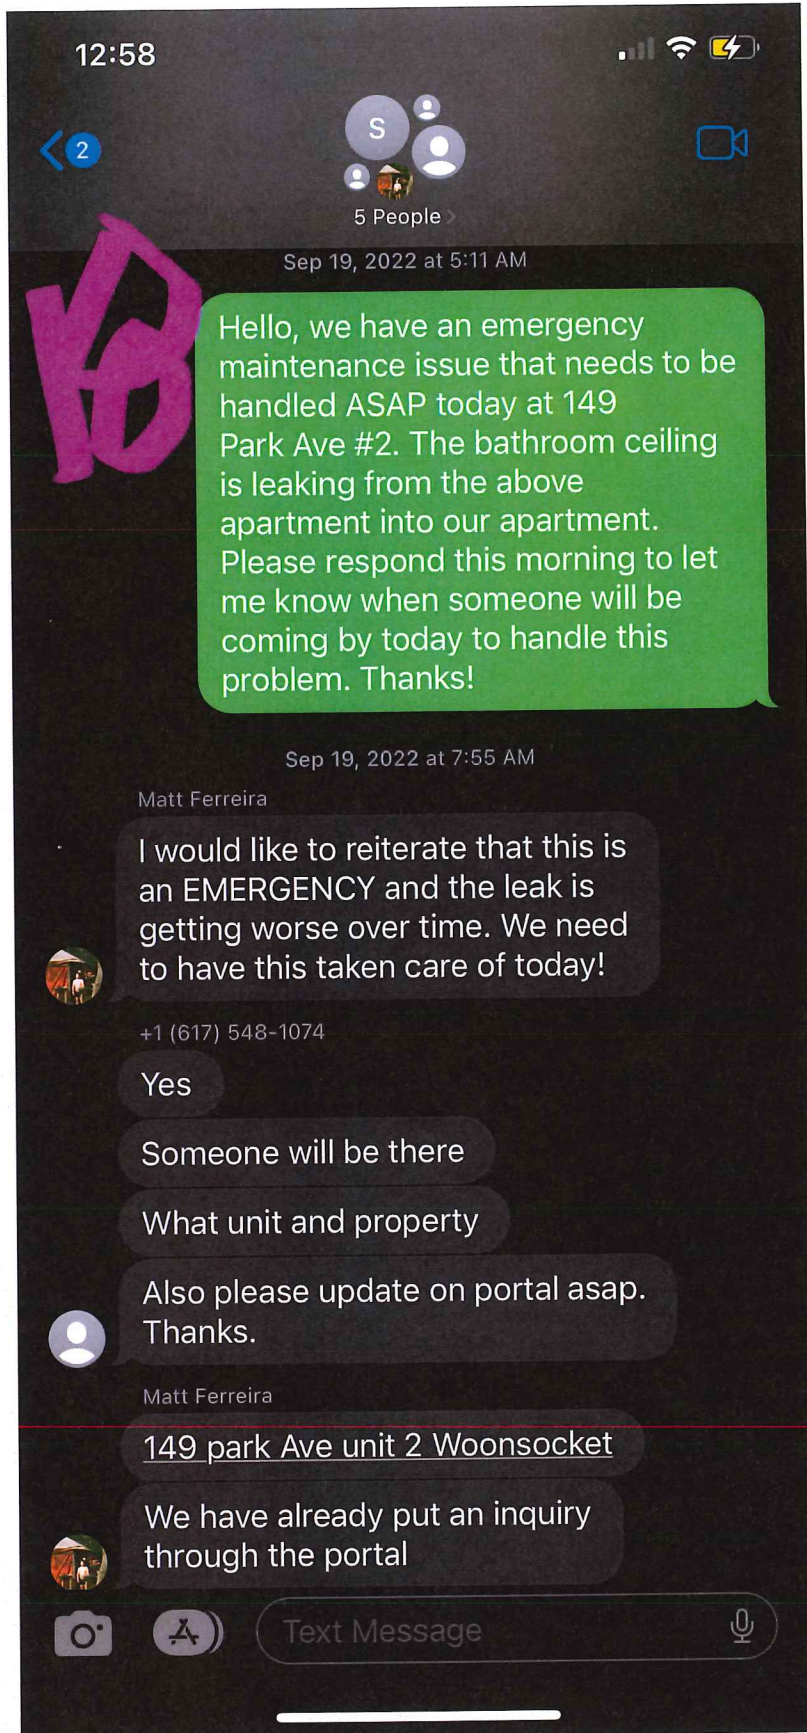 12:58
2
S
5 People >
Sep 19, 2022 at 5:11 AM
Hello, we have an emergency
maintenance issue that needs to be
handled ASAP today at 149
Park Ave #2. The bathroom ceiling
is leaking from the above
apartment into our apartment.
Please respond this morning to let
me know when someone will be
coming by today to handle this
problem. Thanks!
Sep 19, 2022 at 7:55 AM
Matt Ferreira
I would like to reiterate that this is
an EMERGENCY and the leak is
getting worse over time. We need
to have this taken care of today!
+1 (617) 548-1074
Yes
Someone will be there
What unit and property
Also please update on portal asap.
Thanks.
Matt Ferreira
149 park Ave unit 2 Woonsocket
We have already put an inquiry
through the portal
Text Message